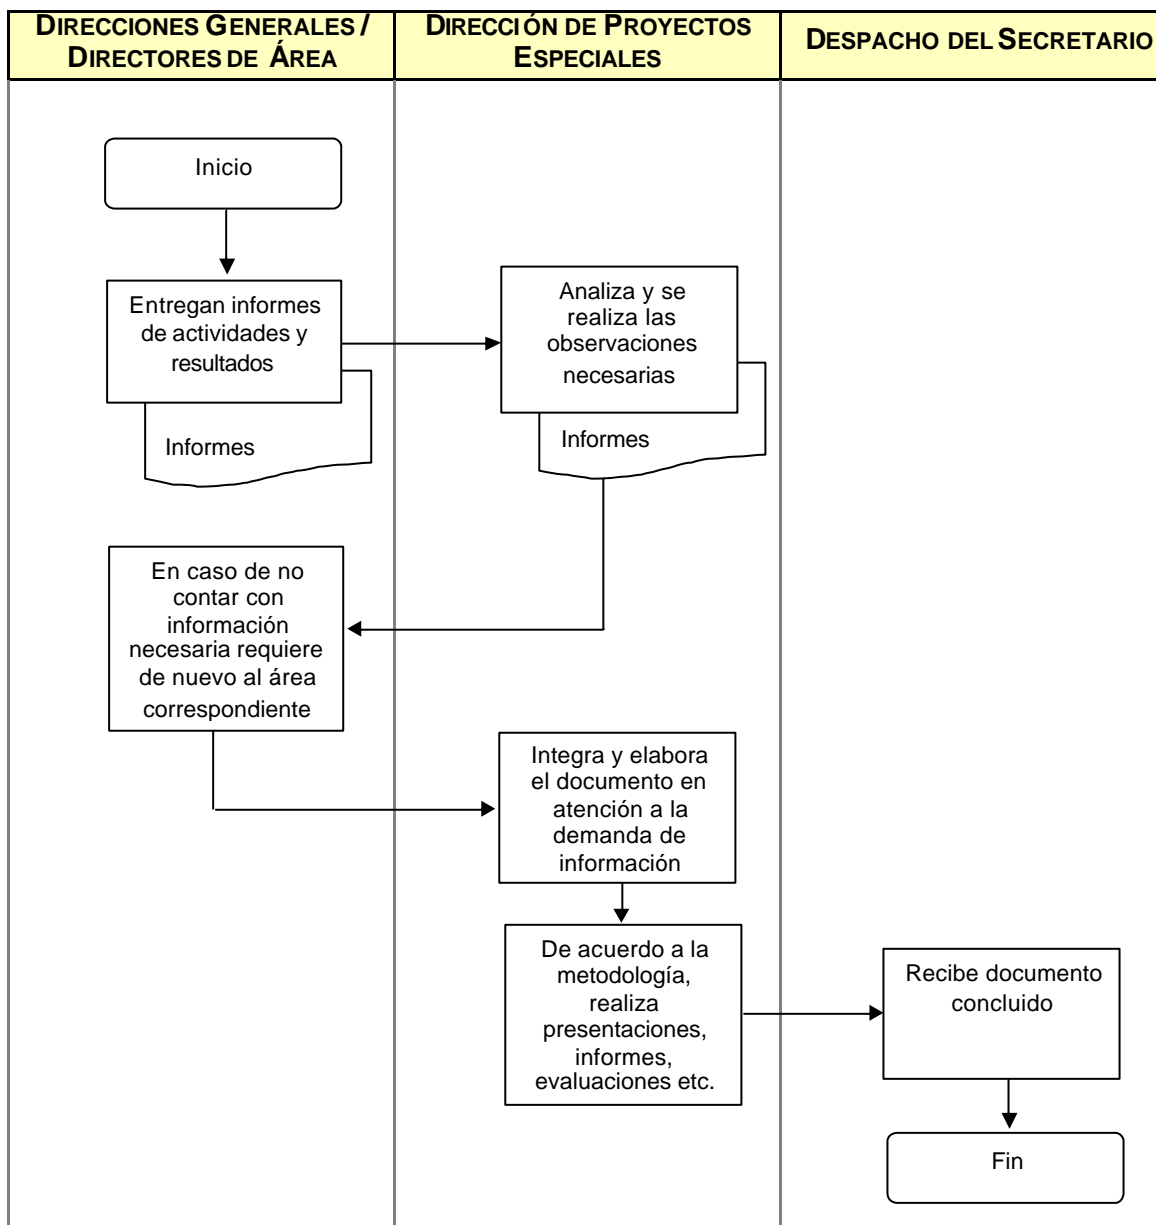 DIRECCIONES GENERALES /
DIRECTORES DE ÁREA
DIRECCIÓN DE PROYECTOS
ESPECIALES
DESPACHO DEL SECRETARIO
Inicio
Entregan informes
de actividades y
resultados
Informes
Analiza y se
realiza las
observaciones
necesarias
Informes
En caso de no
contar con
información
necesaria requiere
de nuevo al área
correspondiente
Integra y elabora
el documento en
atención a la
demanda de
información
De acuerdo a la
metodología,
realiza
presentaciones,
informes,
evaluaciones etc.
Recibe documento
concluido
Fin